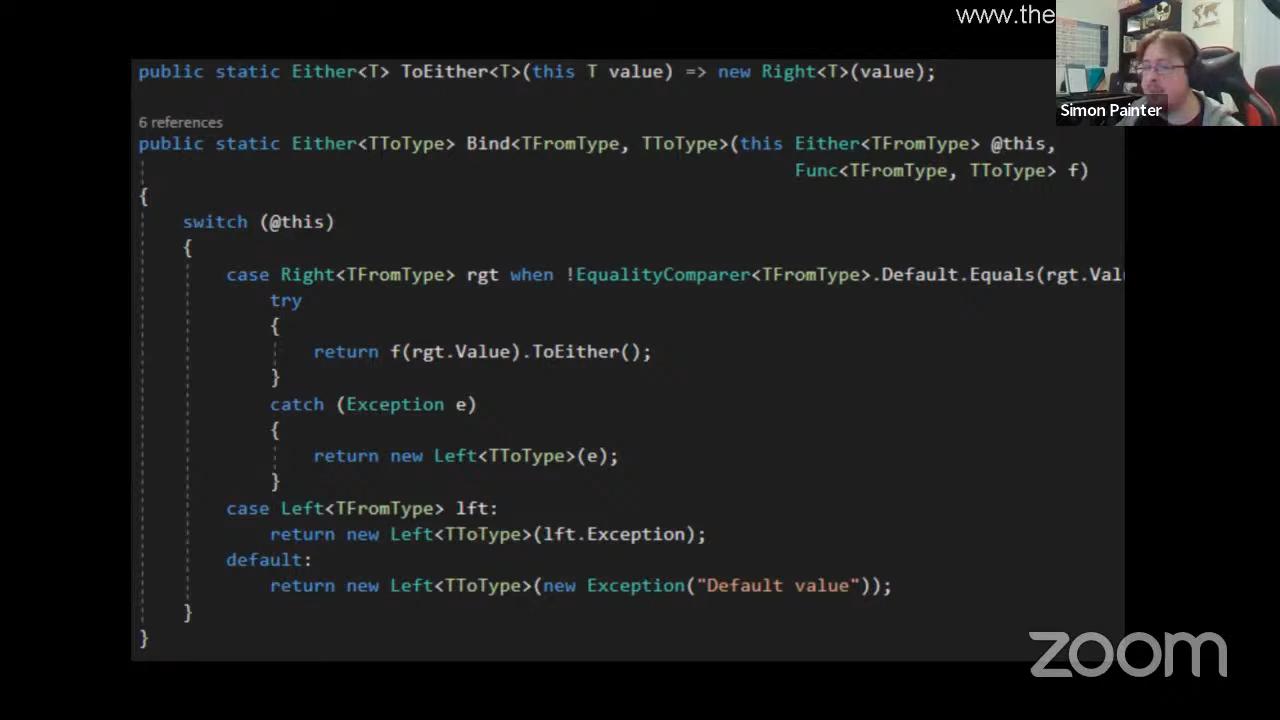 www.the
Simon Painter
public static Either<T> ToEither<T>(this T value) => new Right<T>(value);
6 references
public static Either<TToType> Bind<TFromType, TToType>(this Either<TFromType> @this,
Func<TFromType, TToType> f)
{
switch (@this)
{
case Right<TFromType> rgt when !EqualityComparer<TFromType>.Default.Equals(rgt.Valu
try
{
return f(rgt.Value).ToEither();
}
catch (Exception e)
{
return new Left<TToType>(e);
}
case Left<TFromType> lft:
return new Left<TToType>(lft.Exception);
default:
return new Left<TToType>(new Exception("Default value"));
}
}
zoom